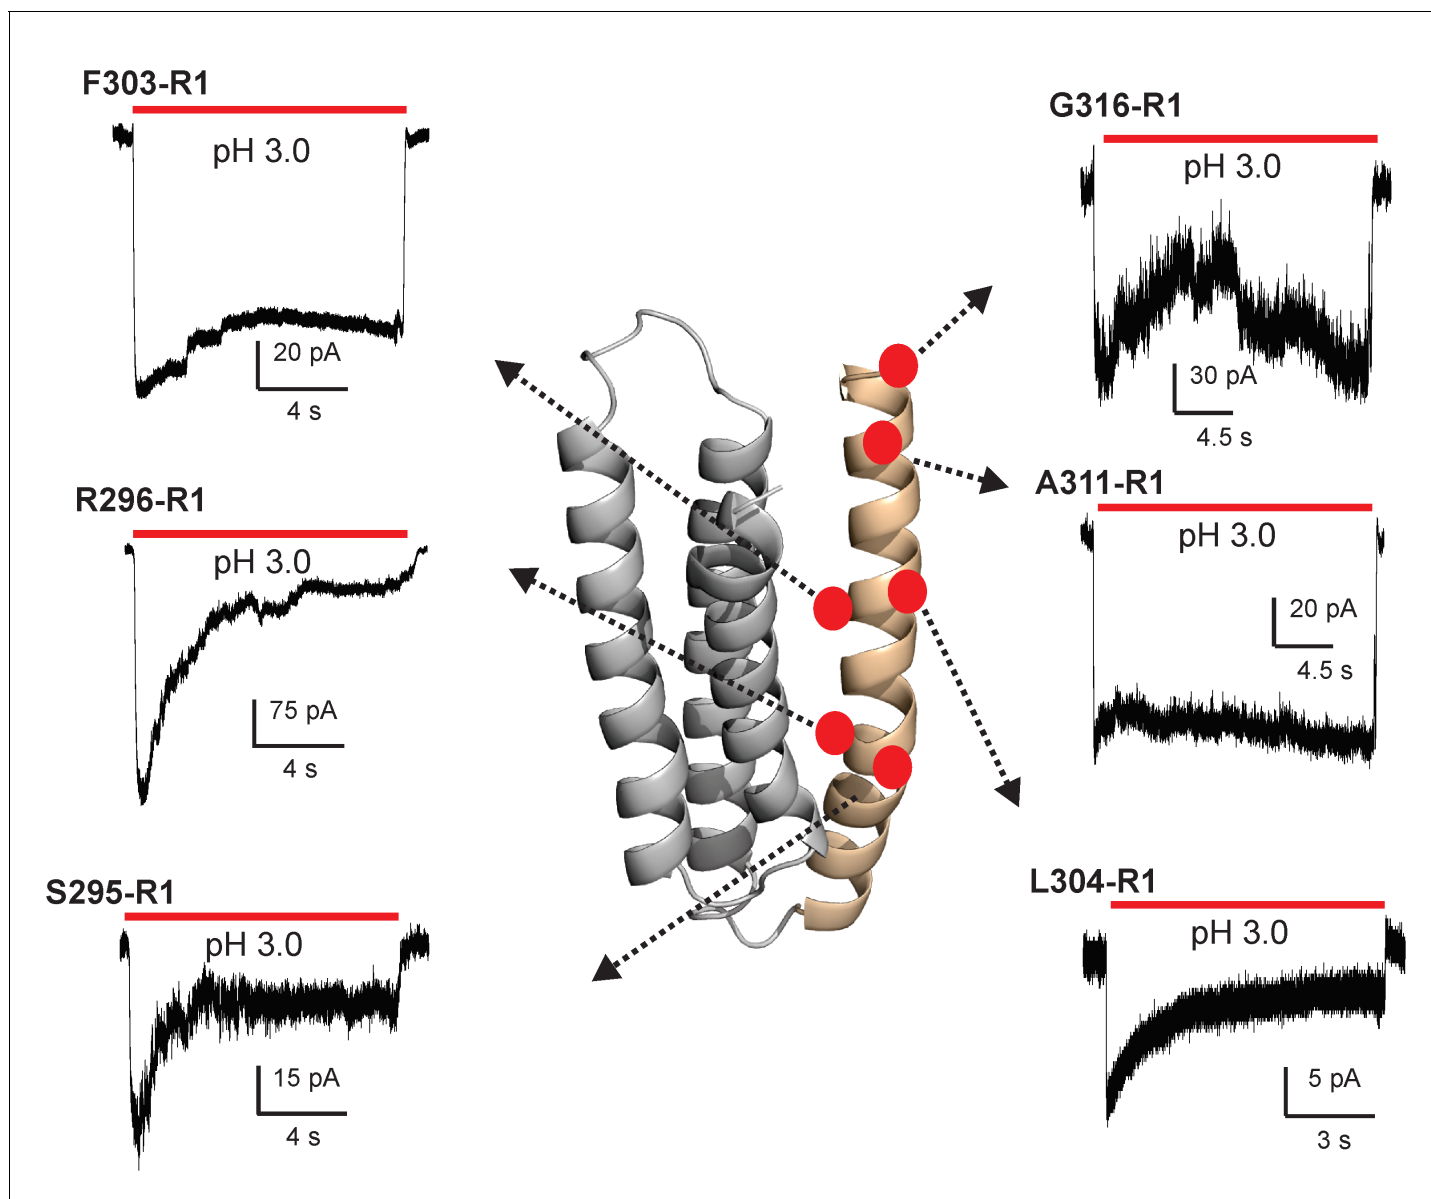 F303-R1
pH 3.0
20 pA
4 s
R296-R1
pH 3.0
75 pA
4 s
S295-R1
pH 3.0
15 pA
4 s
G316-R1
pH 3.0
30 pA
4.5 s
A311-R1
pH 3.0
20 pA
4.5 s
L304-R1
pH 3.0
5 pA
3 s